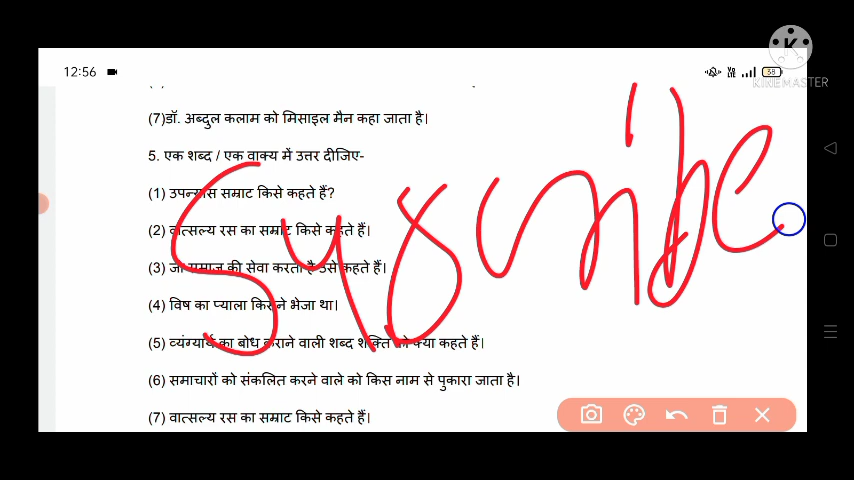 KINEMASTER
12:56
38
(7)डॉ. अब्दुल कलाम को मिसाइल मैन कहा जाता है।
5. एक शब्द / एक वाक्य में उत्तर दीजिए-
(1) उपन्यास सम्राट किसे कहते हैं?
(2) वात्सल्य रस का सम्राट किसे कहते हैं।
(3) जो समाज की सेवा करता है उसे कहते हैं।
(4) विष का प्याला किसने भेजा था।
(5) व्यंग्यार्थ का बोध कराने वाली शब्द शक्ति को क्या कहते हैं।
(6) समाचारों को संकलित करने वाले को किस नाम से पुकारा जाता है।
(7) वात्सल्य रस का सम्राट किसे कहते हैं।